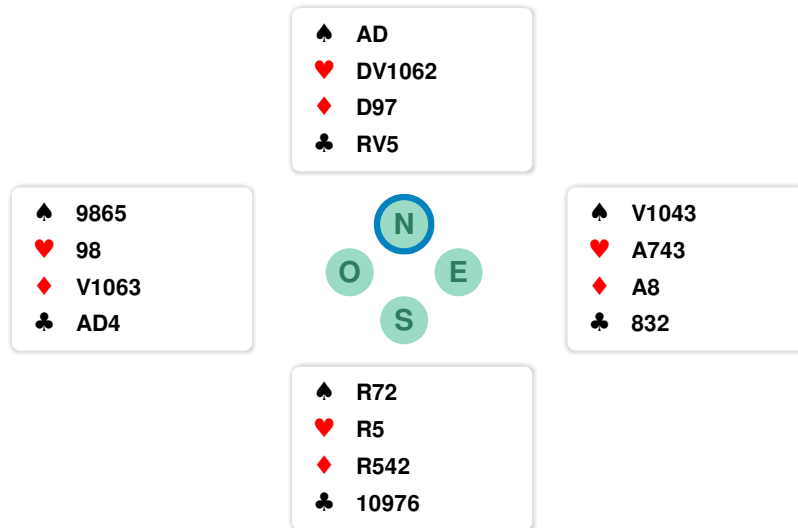 ♠ AD
♥ DV1062
♦ D97
♣ RV5
♠ 9865
♥ 98
♦ V1063
♣ AD4
N
O E
S
♠ V1043
♥ A743
♦ A8
♣ 832
♠ R72
♥ R5
♦ R542
♣ 10976